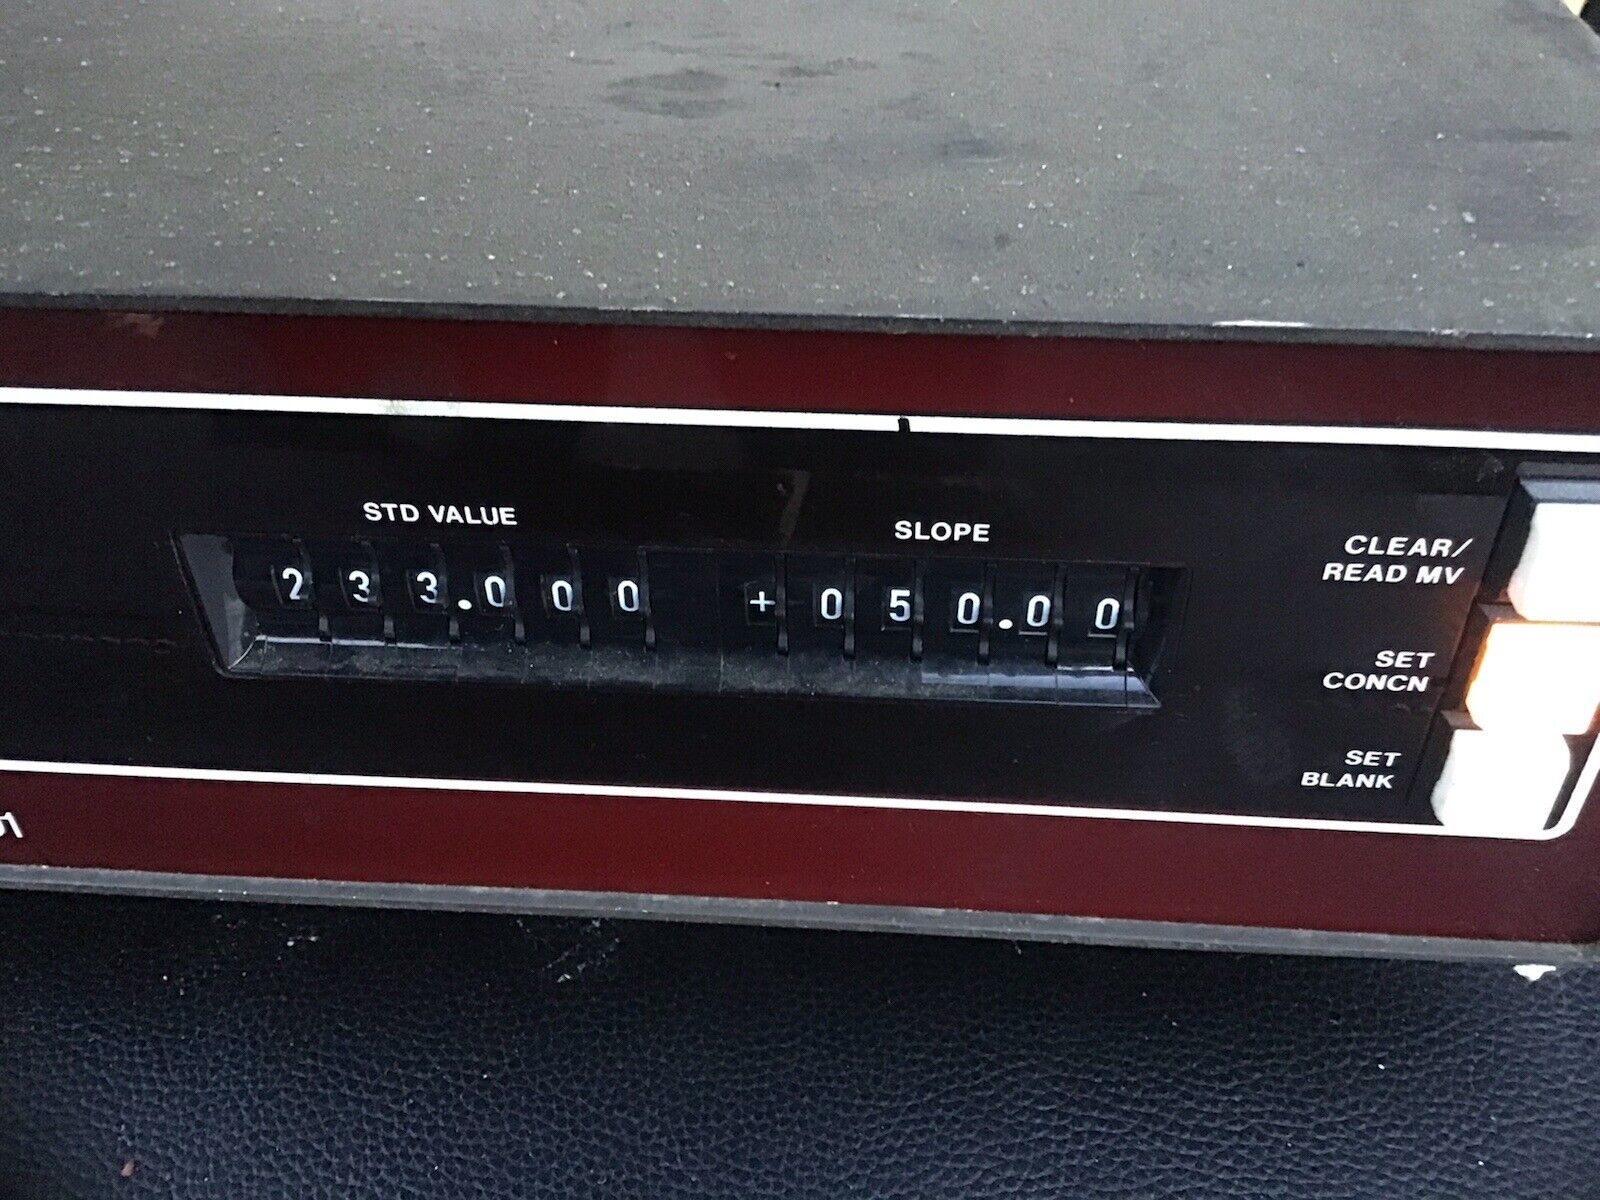 STD VALUE
233.000
SLOPE
+050.00
CLEAR/
READ MV
SET
CONCN
SET
BLANK